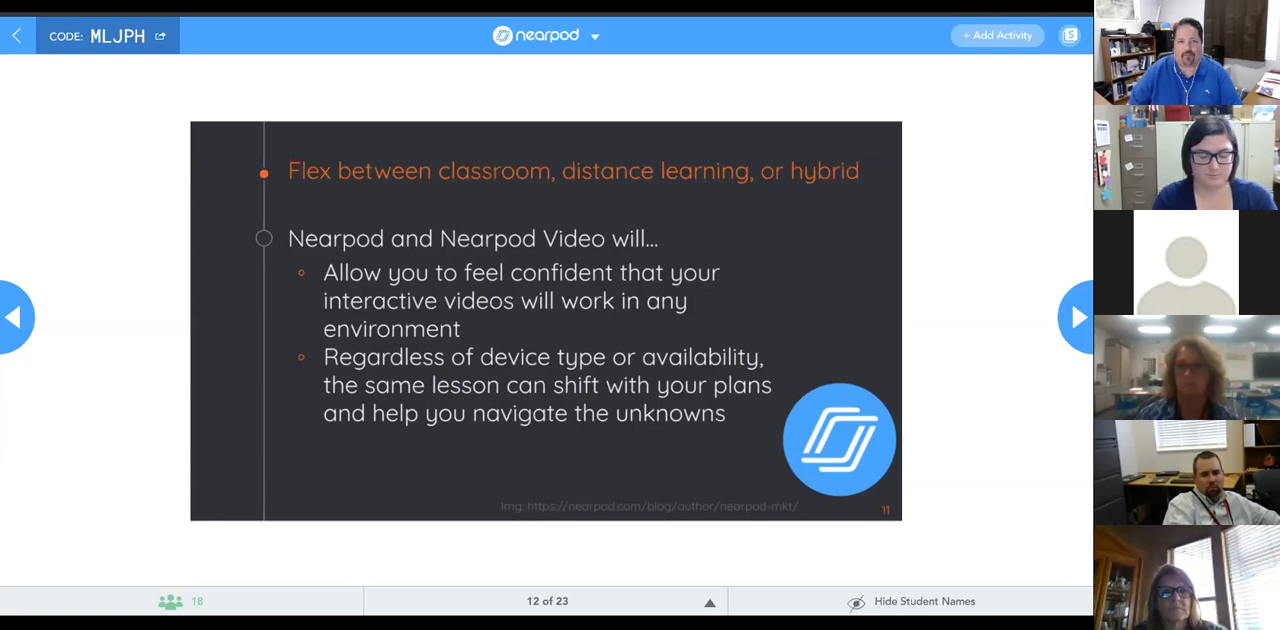 CODE: MLJPH
nearpod
+ Add Activity
S
Flex between classroom, distance learning, or hybrid
Nearpod and Nearpod Video will...
Allow you to feel confident that your
interactive videos will work in any
environment
Regardless of device type or availability,
the same lesson can shift with your plans
and help you navigate the unknowns
Img: https://nearpod.com/blog/author/nearpod-mkt/
11
18
12 of 23
Hide Student Names